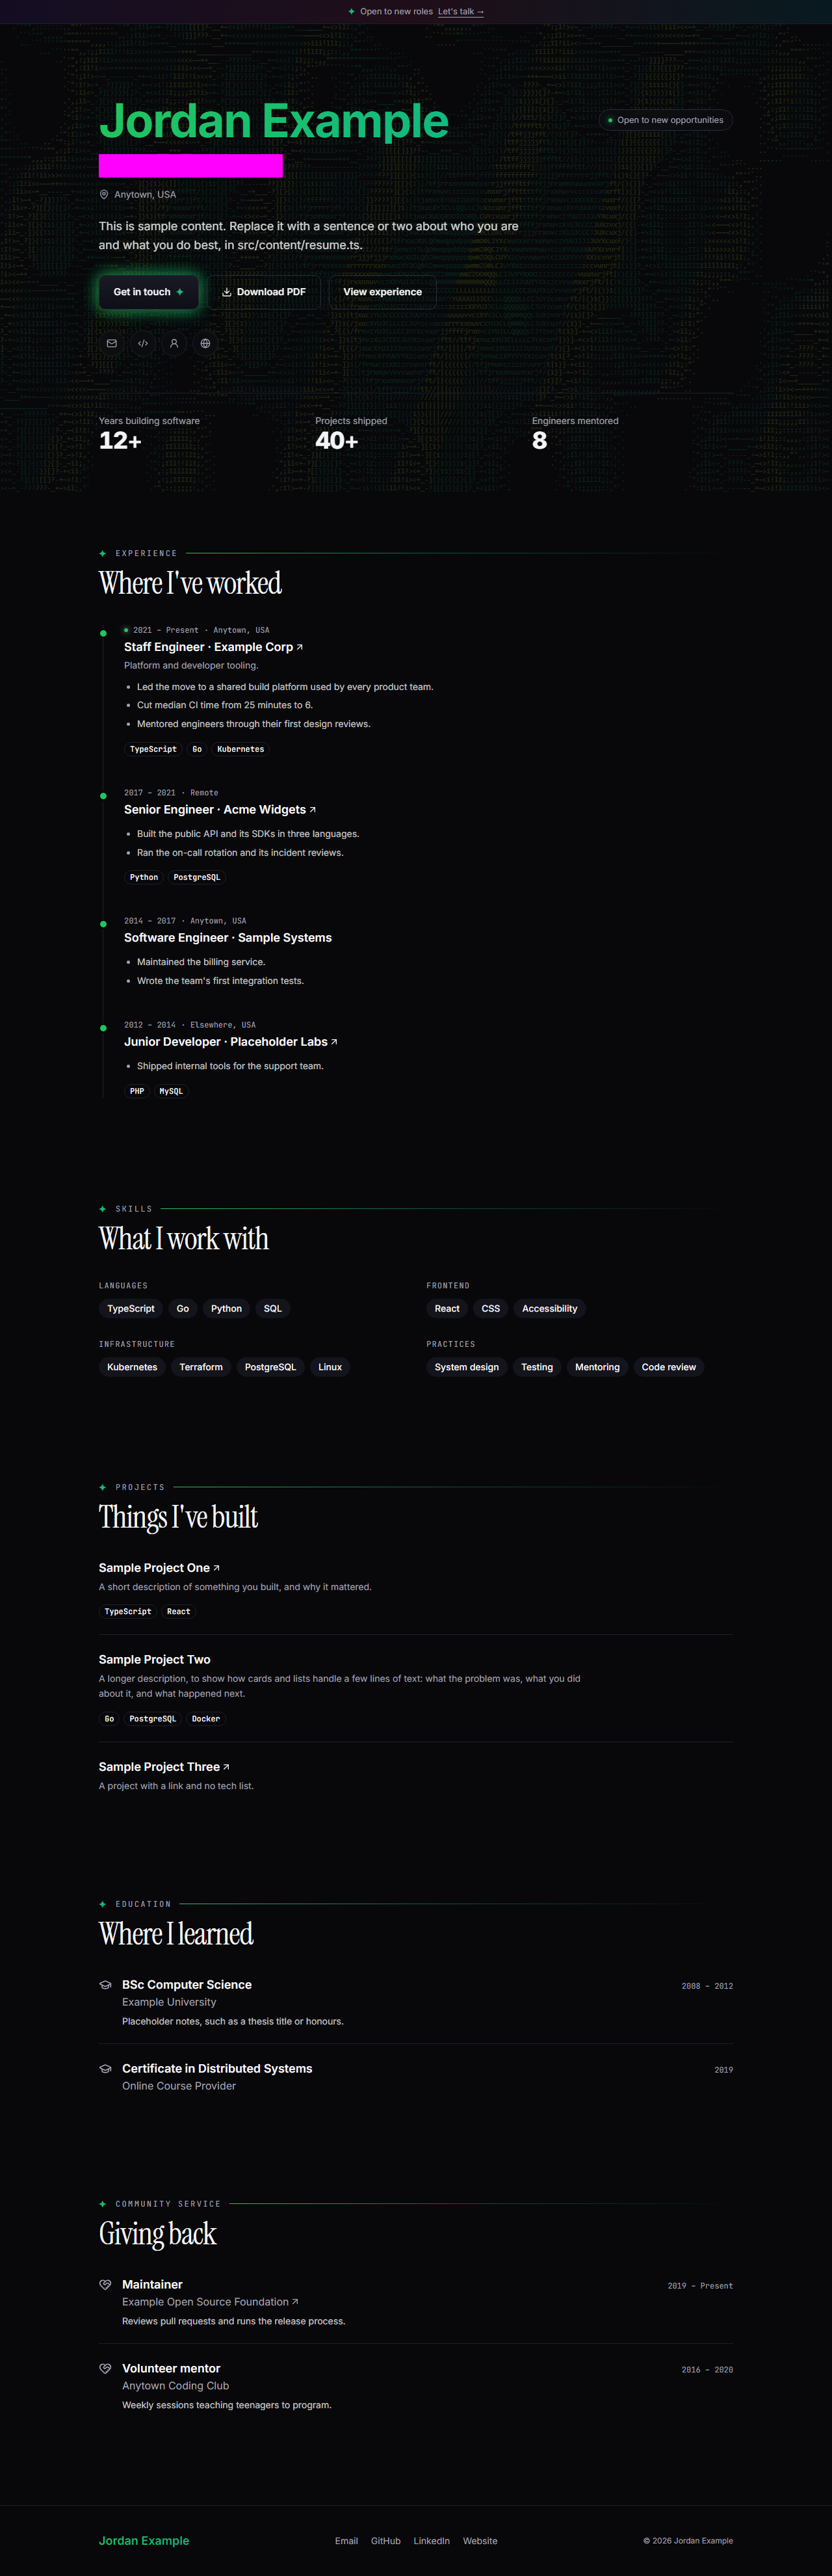 Open to new roles Let's talk →
Jordan Example
Open to new opportunities
Anytown, USA
This is sample content. Replace it with a sentence or two about who you are
and what you do best, in src/content/resume.ts.
Get in touch
Download PDF
View experience
Years building software
12+
Projects shipped
40+
Engineers mentored
8
EXPERIENCE
Where I've worked
2021 – Present · Anytown, USA
Staff Engineer · Example Corp
Platform and developer tooling.
Led the move to a shared build platform used by every product team.
Cut median CI time from 25 minutes to 6.
Mentored engineers through their first design reviews.
TypeScript Go Kubernetes
2017 – 2021 · Remote
Senior Engineer · Acme Widgets
Built the public API and its SDKs in three languages.
Ran the on-call rotation and its incident reviews.
Python PostgreSQL
2014 – 2017 · Anytown, USA
Software Engineer · Sample Systems
Maintained the billing service.
Wrote the team's first integration tests.
2012 – 2014 · Elsewhere, USA
Junior Developer · Placeholder Labs
Shipped internal tools for the support team.
PHP MySQL
SKILLS
What I work with
LANGUAGES
TypeScript Go Python SQL
FRONTEND
React CSS Accessibility
INFRASTRUCTURE
Kubernetes Terraform PostgreSQL Linux
PRACTICES
System design Testing Mentoring Code review
PROJECTS
Things I've built
Sample Project One
A short description of something you built, and why it mattered.
TypeScript React
Sample Project Two
A longer description, to show how cards and lists handle a few lines of text: what the problem was, what you did
about it, and what happened next.
Go PostgreSQL Docker
Sample Project Three
A project with a link and no tech list.
EDUCATION
Where I learned
BSc Computer Science
2008 – 2012
Example University
Placeholder notes, such as a thesis title or honours.
Certificate in Distributed Systems
2019
Online Course Provider
COMMUNITY SERVICE
Giving back
Maintainer
2019 – Present
Example Open Source Foundation
Reviews pull requests and runs the release process.
Volunteer mentor
2016 – 2020
Anytown Coding Club
Weekly sessions teaching teenagers to program.
Jordan Example
Email GitHub LinkedIn Website
© 2026 Jordan Example